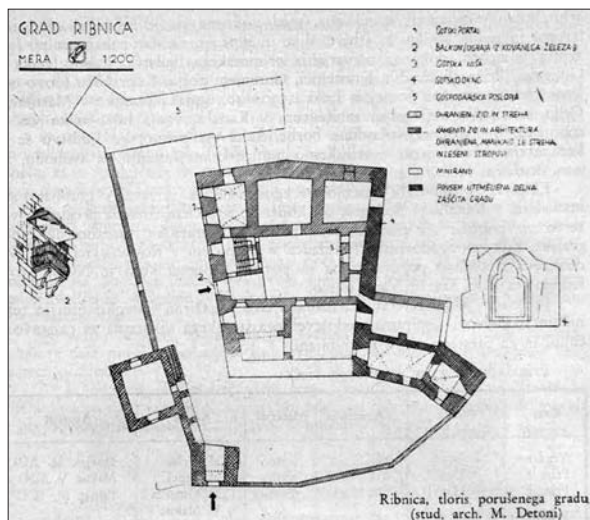 GRAD RIBNICA
MERA 1:200
1 GOTSKI PORTAL
2 BALKON/OGRAJA IZ KOVANEGA ŽELEZA
3 GOTSKA NIŠA
4 GOTSKO OKNO
5 GOSPODARSKA POSLOPJA
OHRANJENI ZID IN STREHA
KAMENITI ZID IN ARHITEKTURA
OHRANJENA, MANJKAJO LE STREHA
IN LESENI STROPOVI
MINIRANO
POVSEM UTEMELJENA DELNA
ZAŠČITA GRADU
2
1
2
4
Ribnica, tloris porušenega gradu
(stud. arch. M. Detoni)